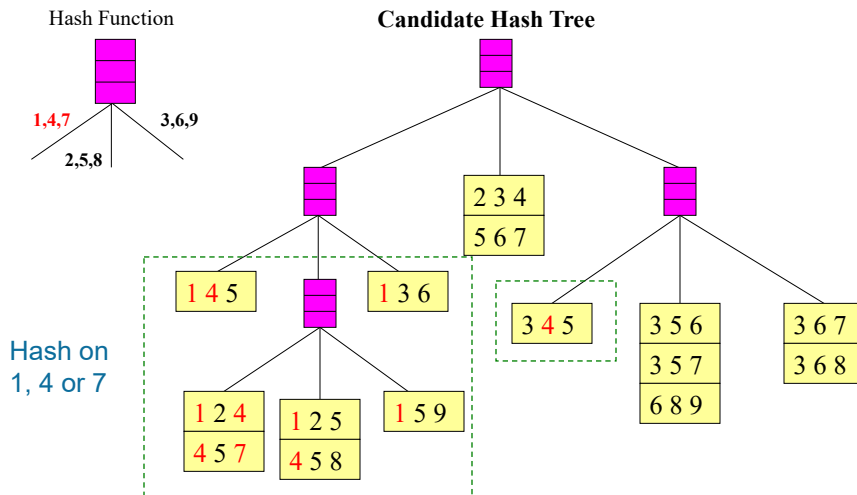 Hash Function
Candidate Hash Tree
1,4,7
3,6,9
2,5,8
2 3 4
5 6 7
1 4 5
1 3 6
3 4 5
3 5 6
3 5 7
6 8 9
3 6 7
3 6 8
Hash on
1, 4 or 7
1 2 4
4 5 7
1 2 5
4 5 8
1 5 9